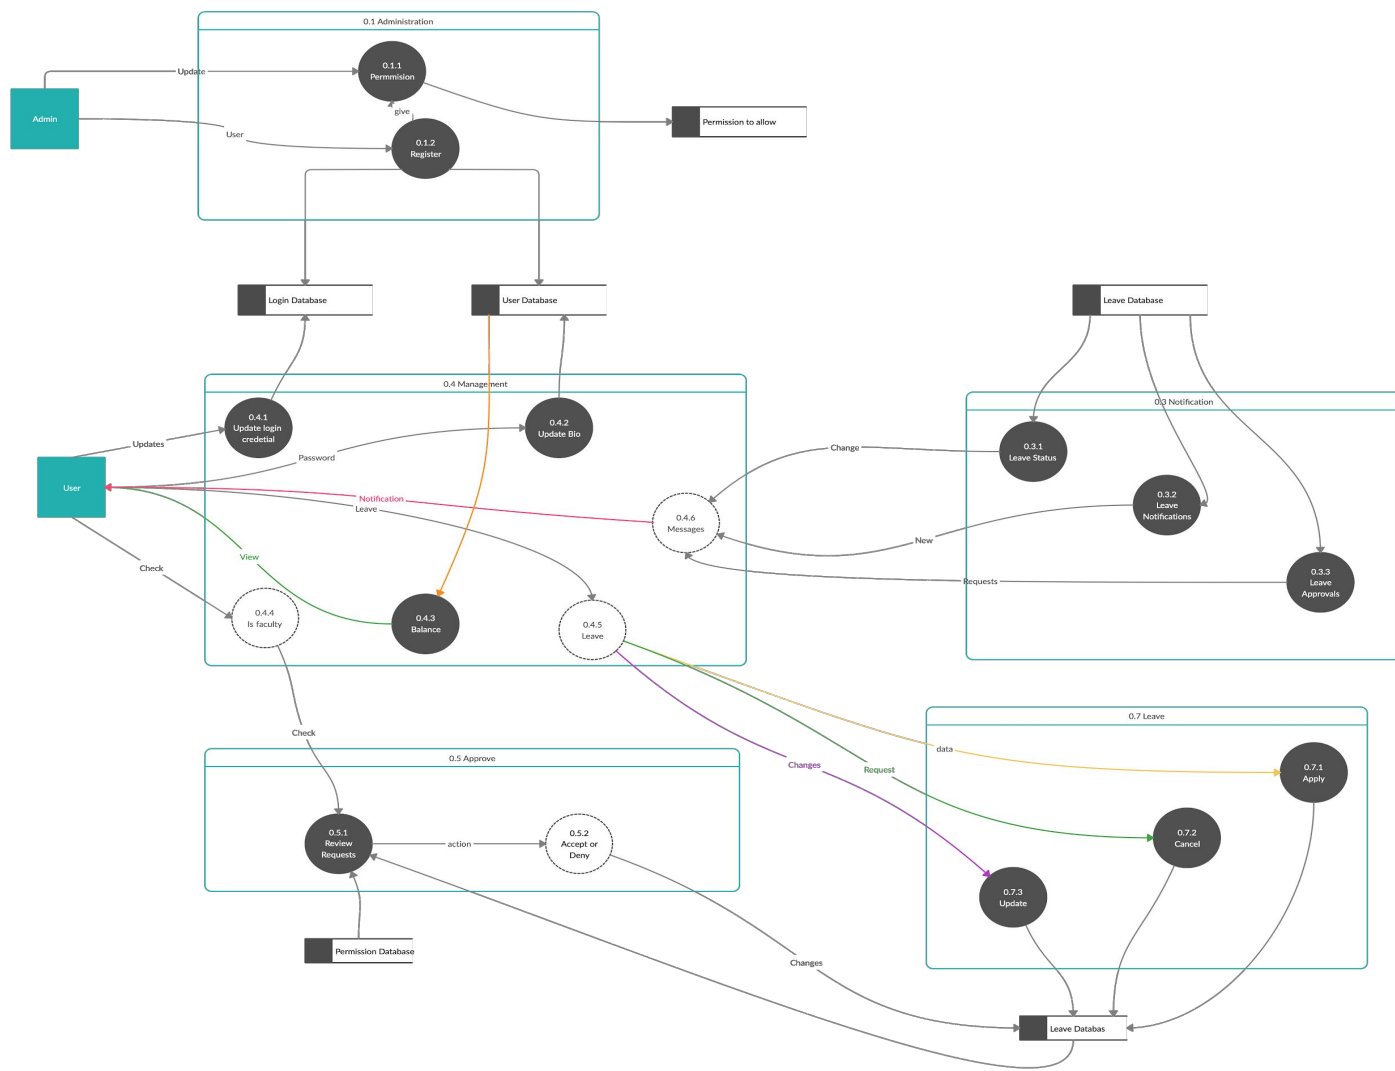 0.1 Administration
0.1.1
Permmision
Update
Admin
give
Permission to allow
User
0.1.2
Register
Login Database
User Database
Leave Database
0.4 Management
0.3 Notification
0.4.1
Update login
credetial
0.4.2
Update Bio
Updates
Password
Change
0.3.1
Leave Status
User
Notification
Leave
0.4.6
Messages
0.3.2
Leave
Notifications
New
View
Check
Requests
0.3.3
Leave
Approvals
0.4.4
Is faculty
0.4.3
Balance
0.4.5
Leave
0.7 Leave
Check
data
0.5 Approve
Changes
Request
0.7.1
Apply
0.5.1
Review
Requests
action
0.5.2
Accept or
Deny
0.7.2
Cancel
0.7.3
Update
Permission Database
Changes
Leave Databas